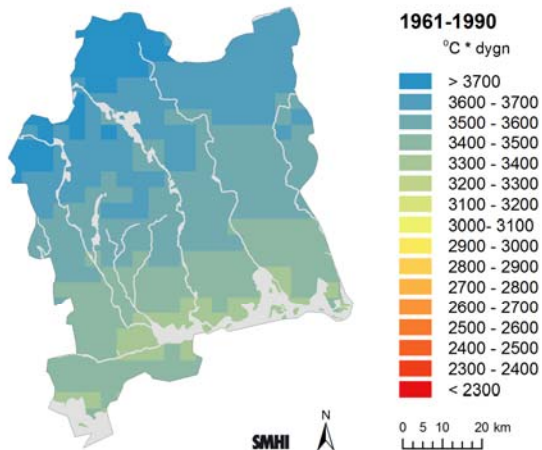 1961-1990
°C * dygn
> 3700
3600 - 3700
3500 - 3600
3400 - 3500
3300 - 3400
3200 - 3300
3100 - 3200
3000- 3100
2900 - 3000
2800 - 2900
2700 - 2800
2600 - 2700
2500 - 2600
2400 - 2500
2300 - 2400
< 2300
N
SMHI
0 5 10 20 km